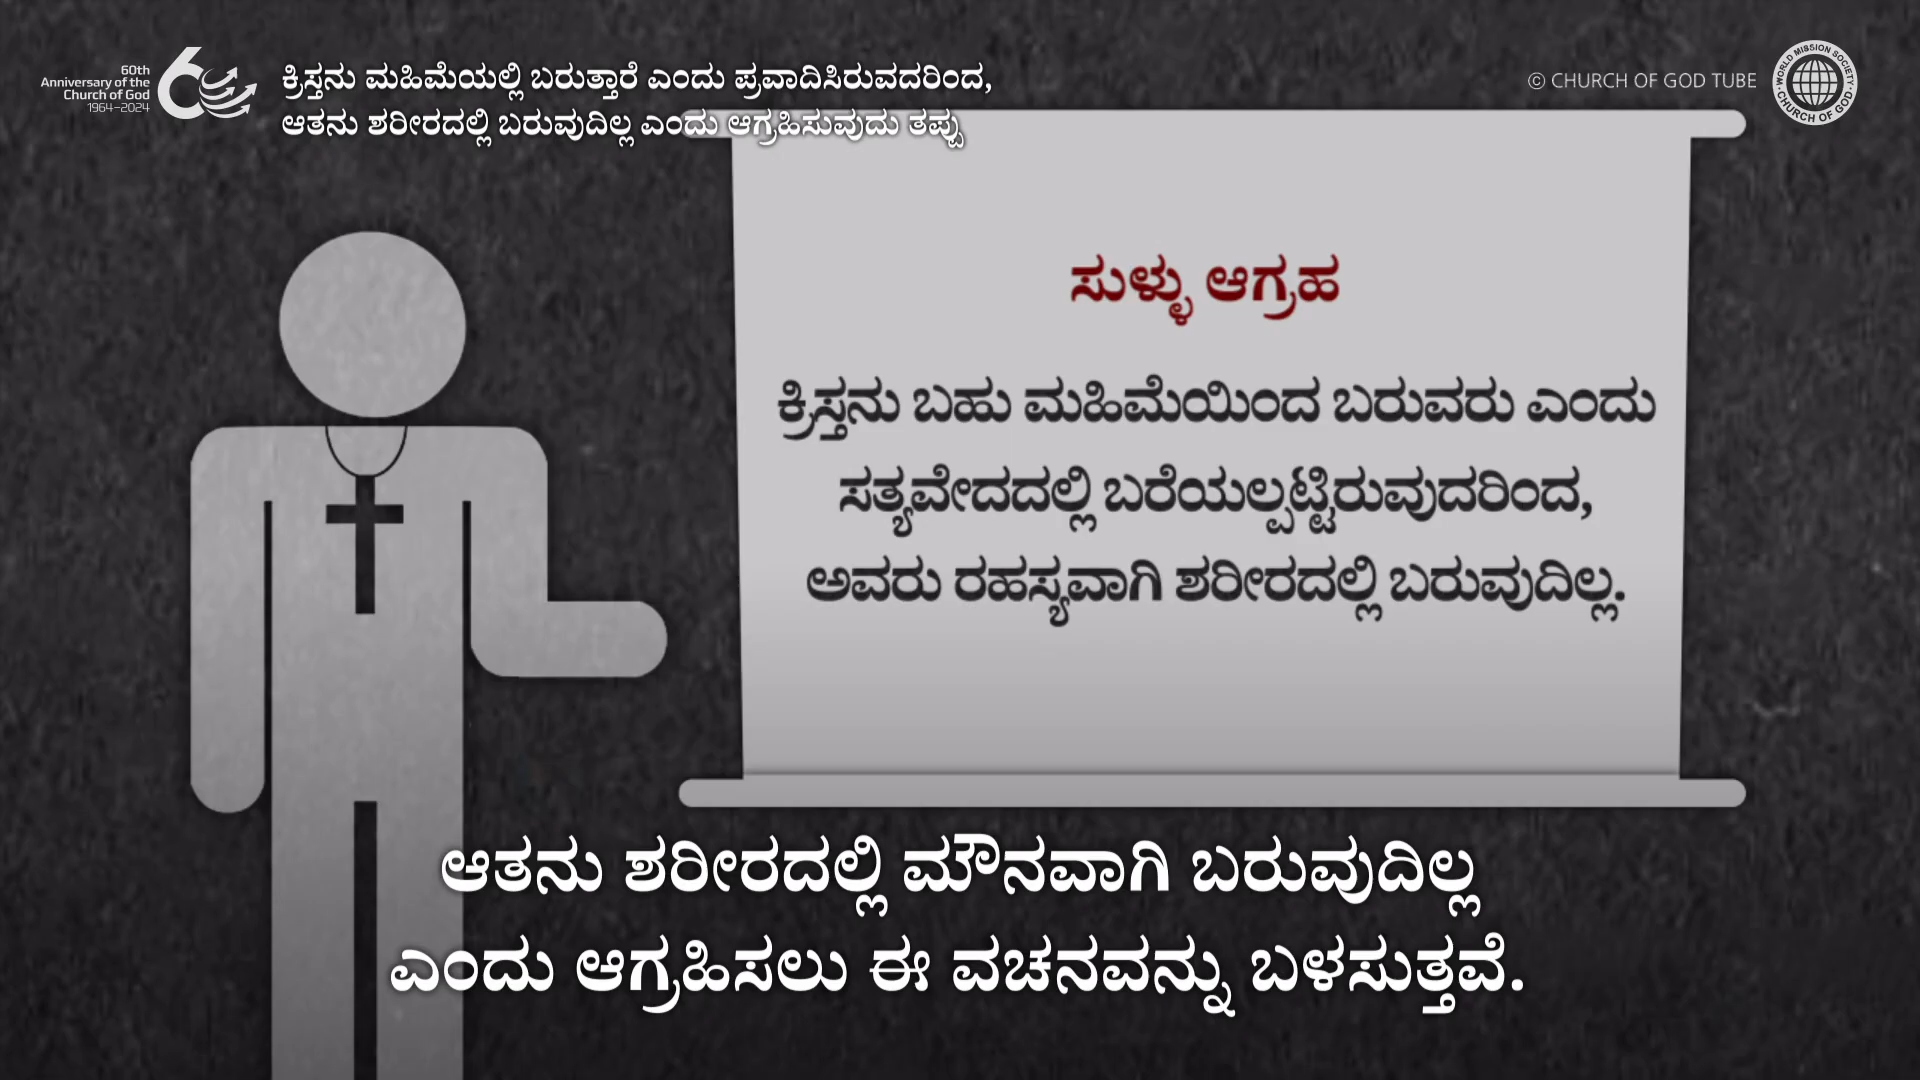 60th
Anniversary of the
Church of God
1964–2024
ಕ್ರಿಸ್ತನು ಮಹಿಮೆಯಲ್ಲಿ ಬರುತ್ತಾರೆ ಎಂದು ಪ್ರವಾದಿಸಿರುವದರಿಂದ,
ಆತನು ಶರೀರದಲ್ಲಿ ಬರುವುದಿಲ್ಲ ಎಂದು ಆಗ್ರಹಿಸುವುದು ತಪ್ಪು
© CHURCH OF GOD TUBE
WORLD MISSION SOCIETY
CHURCH OF GOD
ಸುಳ್ಳು ಆಗ್ರಹ
ಕ್ರಿಸ್ತನು ಬಹು ಮಹಿಮೆಯಿಂದ ಬರುವರು ಎಂದು
ಸತ್ಯವೇದದಲ್ಲಿ ಬರೆಯಲ್ಪಟ್ಟಿರುವುದರಿಂದ,
ಅವರು ರಹಸ್ಯವಾಗಿ ಶರೀರದಲ್ಲಿ ಬರುವುದಿಲ್ಲ.
ಆತನು ಶರೀರದಲ್ಲಿ ಮೌನವಾಗಿ ಬರುವುದಿಲ್ಲ
ಎಂದು ಆಗ್ರಹಿಸಲು ಈ ವಚನವನ್ನು ಬಳಸುತ್ತವೆ.